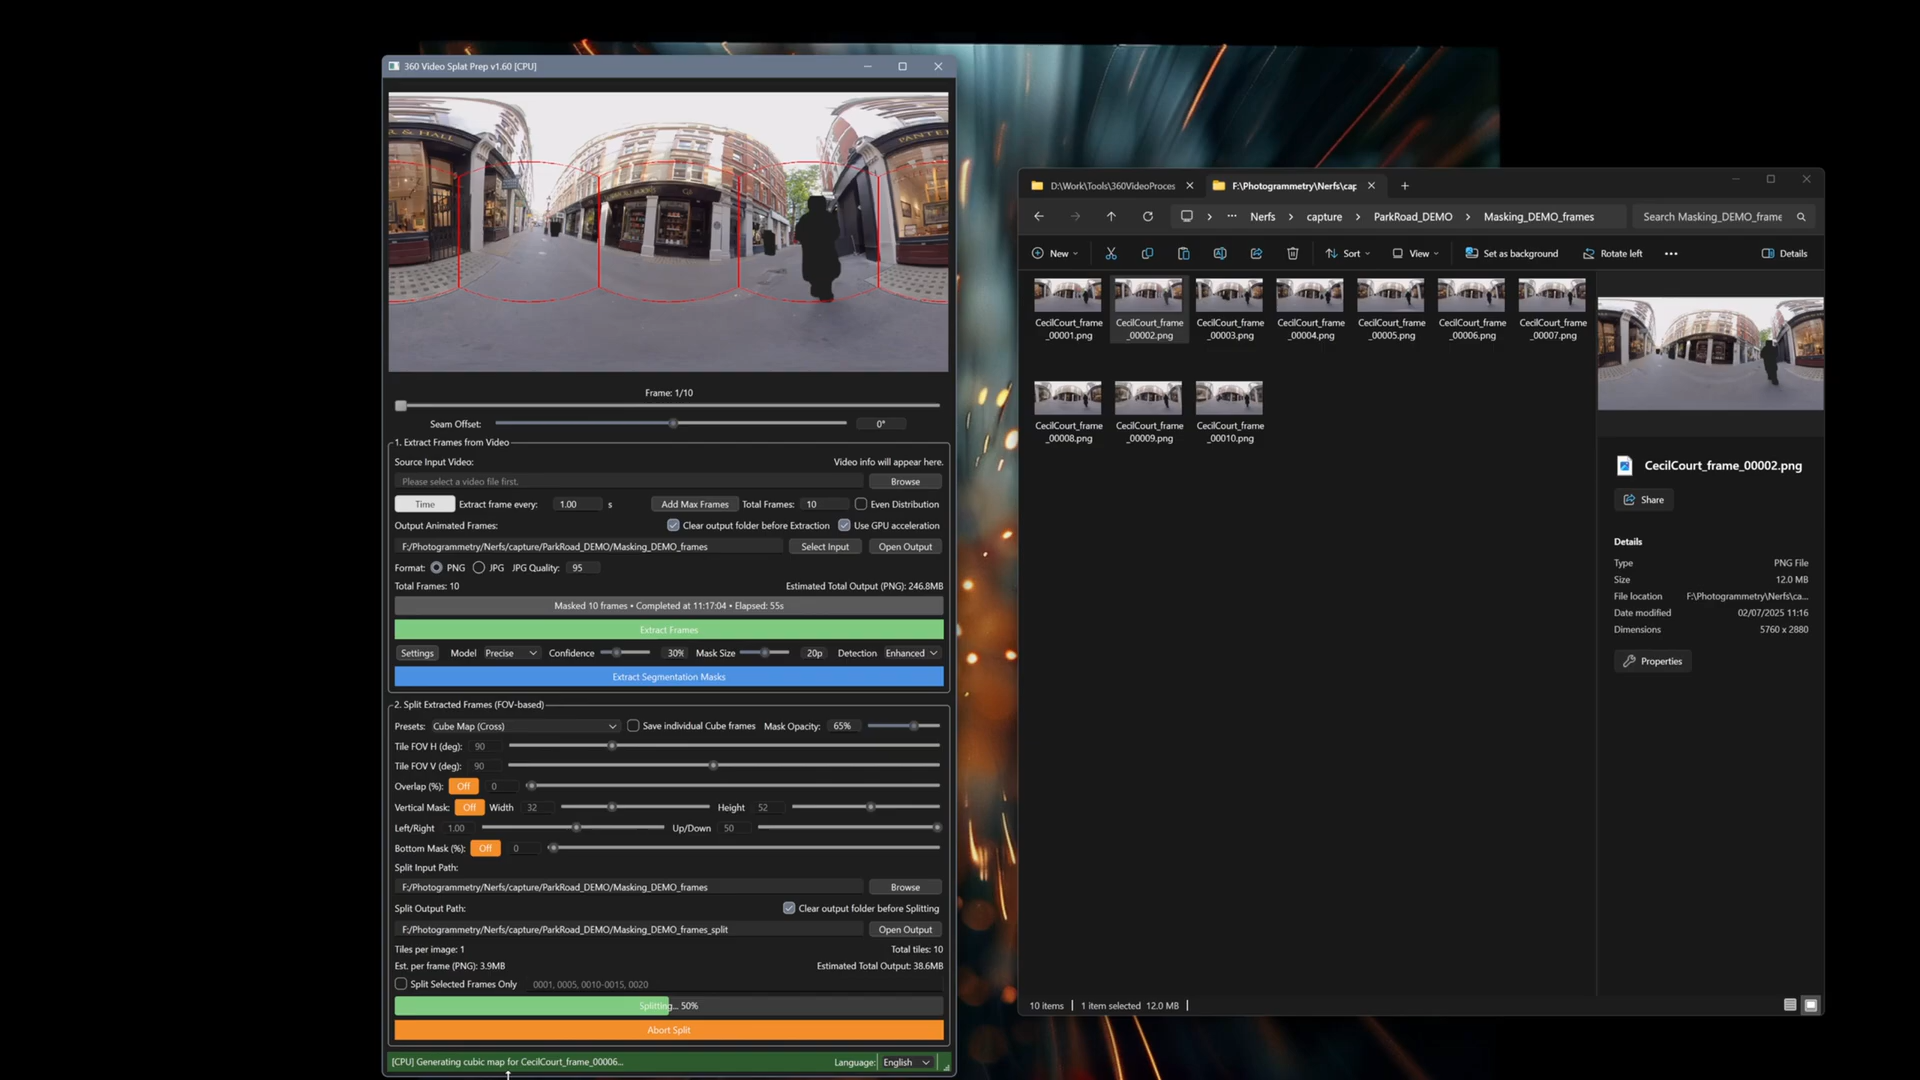 360 Video Splat Prep v1.60 [CPU]
& HALL
PANTE
Frame: 1/10
Seam Offset: 0°
1. Extract Frames from Video
Source Input Video: Video info will appear here.
Please select a video file first. Browse
Time Extract frame every: 1.00 s Add Max Frames Total Frames: 10 Even Distribution
Output Animated Frames: Clear output folder before Extraction Use GPU acceleration
F:/Photogrammetry/Nerfs/capture/ParkRoad_DEMO/Masking_DEMO_frames Select Input Open Output
Format: PNG JPG JPG Quality: 95
Total Frames: 10 Estimated Total Output (PNG): 246.8MB
Masked 10 frames • Completed at 11:17:04 • Elapsed: 55s
Extract Frames
Settings Model Precise Confidence 30% Mask Size 20p Detection Enhanced
Extract Segmentation Masks
2. Split Extracted Frames (FOV-based)
Presets: Cube Map (Cross) Save individual Cube frames Mask Opacity: 65%
Tile FOV H (deg): 90
Tile FOV V (deg): 90
Overlap (%): Off 0
Vertical Mask: Off Width 32 Height 52
Left/Right 1.00 Up/Down 50
Bottom Mask (%): Off 0
Split Input Path:
F:/Photogrammetry/Nerfs/capture/ParkRoad_DEMO/Masking_DEMO_frames Browse
Split Output Path: Clear output folder before Splitting
F:/Photogrammetry/Nerfs/capture/ParkRoad_DEMO/Masking_DEMO_frames_split Open Output
Tiles per image: 1 Total tiles: 10
Est. per frame (PNG): 3.9MB Estimated Total Output: 38.6MB
Split Selected Frames Only 0001, 0005, 0010-0015, 0020
Splitting... 50%
Abort Split
[CPU] Generating cubic map for CecilCourt_frame_00006... Language: English
D:\Work\Tools\360VideoProces F:\Photogrammetry\Nerfs\cap
Nerfs capture ParkRoad_DEMO Masking_DEMO_frames Search Masking_DEMO_frame
New Sort View Set as background Rotate left Details
CecilCourt_frame CecilCourt_frame CecilCourt_frame CecilCourt_frame CecilCourt_frame CecilCourt_frame CecilCourt_frame
_00001.png _00002.png _00003.png _00004.png _00005.png _00006.png _00007.png
CecilCourt_frame CecilCourt_frame CecilCourt_frame
_00008.png _00009.png _00010.png
CecilCourt_frame_00002.png
Share
Details
Type PNG File
Size 12.0 MB
File location F:\Photogrammetry\Nerfs\ca...
Date modified 02/07/2025 11:16
Dimensions 5760 x 2880
Properties
10 items 1 item selected 12.0 MB